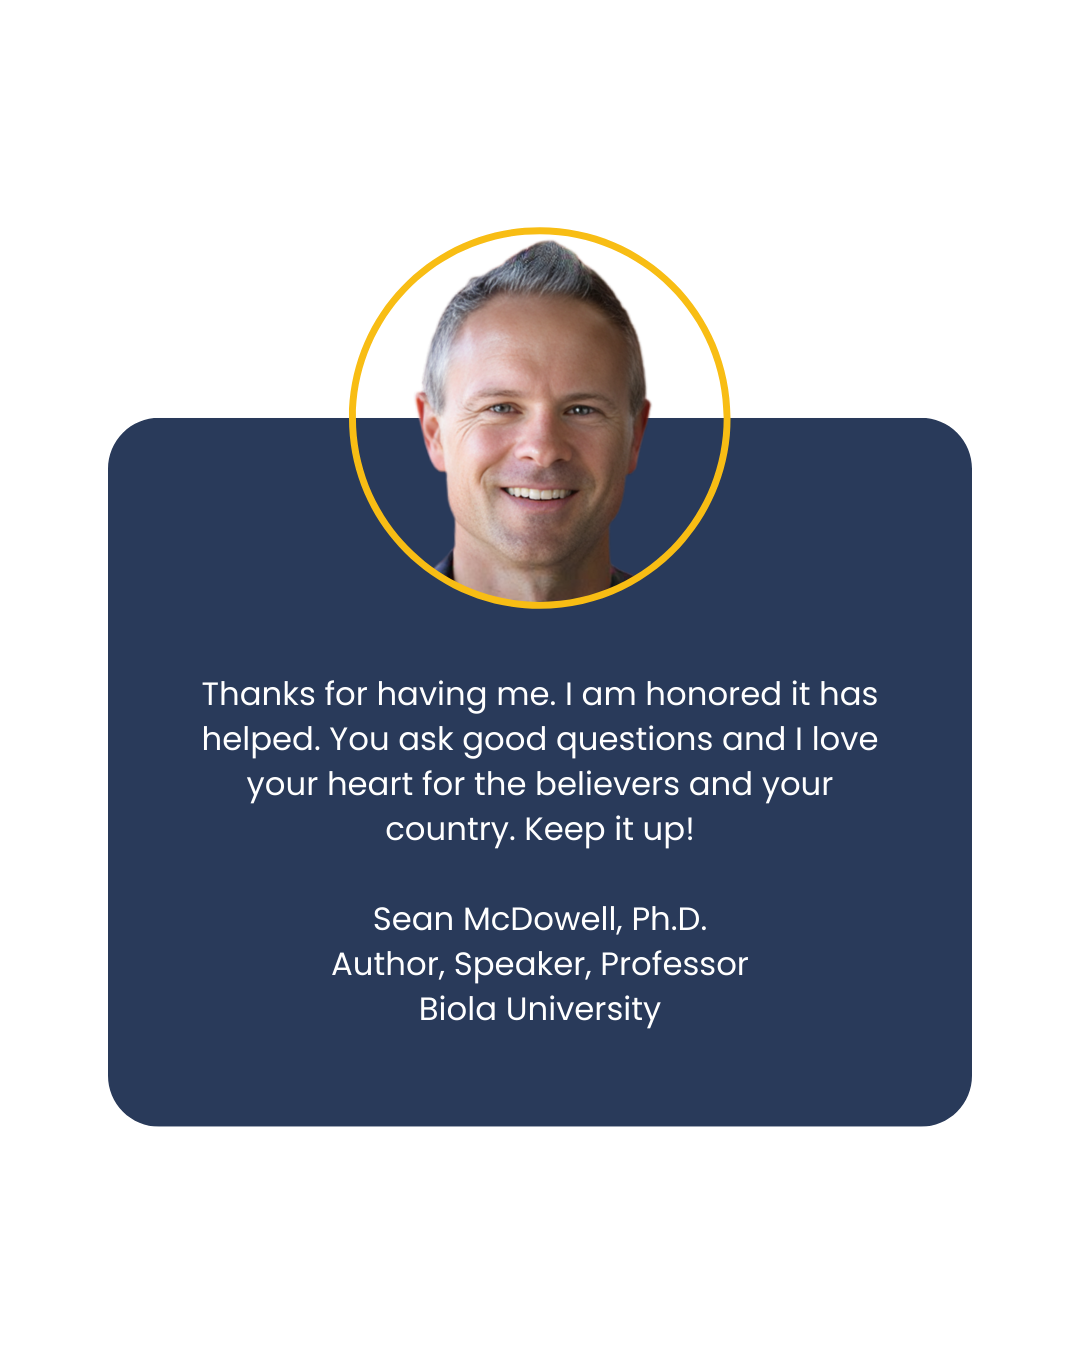 Thanks for having me. I am honored it has
helped. You ask good questions and I love
your heart for the believers and your
country. Keep it up!
Sean McDowell, Ph.D.
Author, Speaker, Professor
Biola University